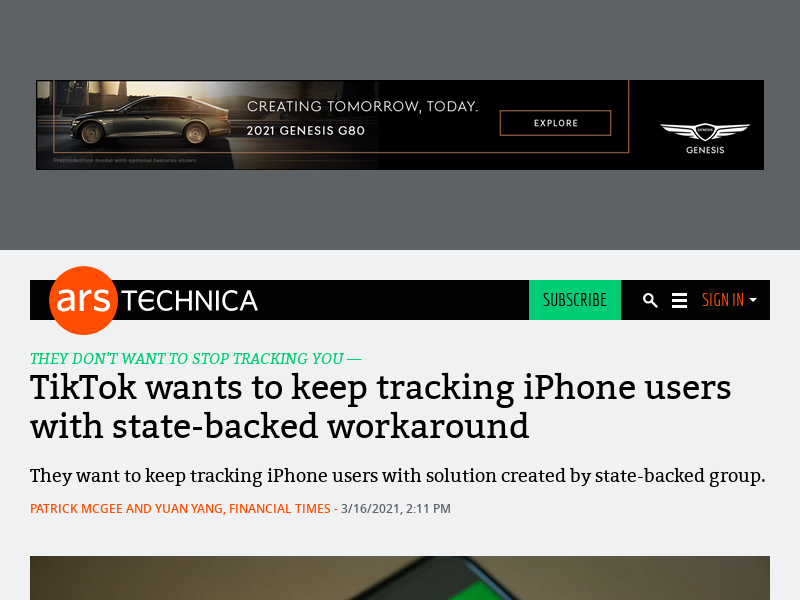 CREATING TOMORROW, TODAY.
2021 GENESIS G80
EXPLORE
GENESIS
GENESIS
Preproduction model with optional features shown.
ars TECHNICA
SUBSCRIBE
SIGN IN
THEY DON'T WANT TO STOP TRACKING YOU —
TikTok wants to keep tracking iPhone users
with state-backed workaround
They want to keep tracking iPhone users with solution created by state-backed group.
PATRICK MCGEE AND YUAN YANG, FINANCIAL TIMES - 3/16/2021, 2:11 PM